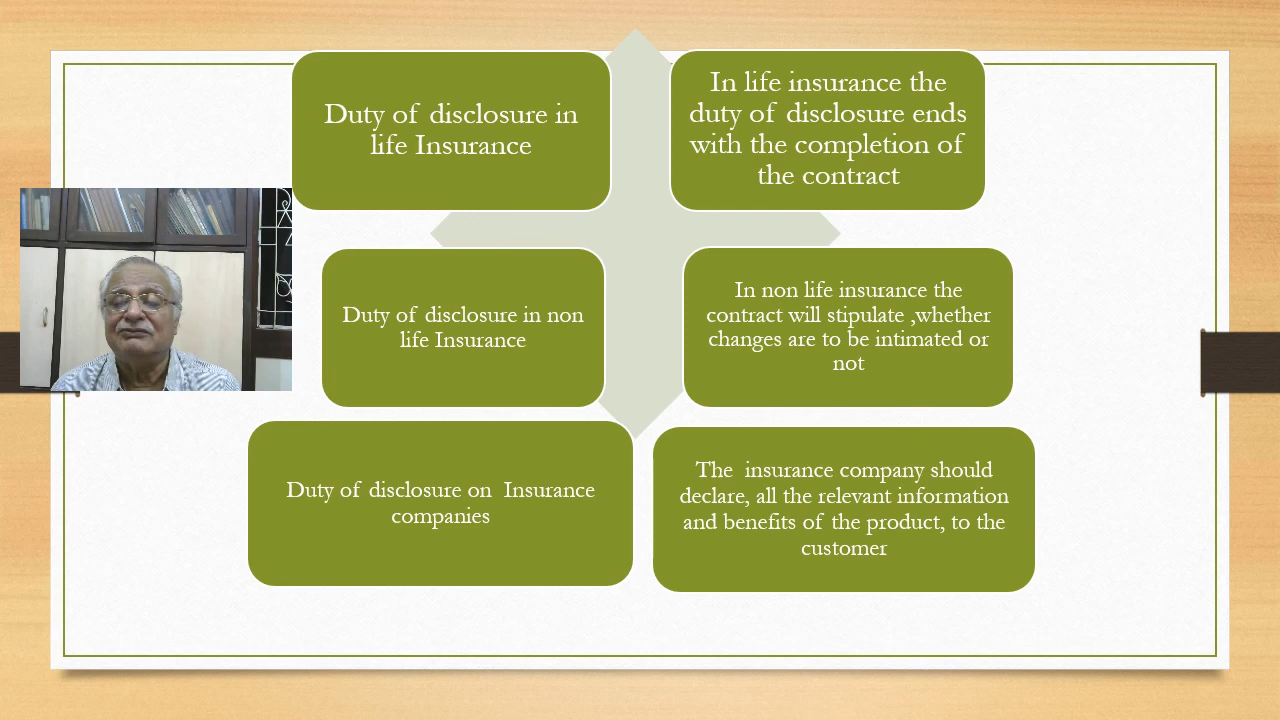 Duty of disclosure in
life Insurance
In life insurance the
duty of disclosure ends
with the completion of
the contract
Duty of disclosure in non
life Insurance
In non life insurance the
contract will stipulate ,whether
changes are to be intimated or
not
Duty of disclosure on Insurance
companies
The insurance company should
declare, all the relevant information
and benefits of the product, to the
customer